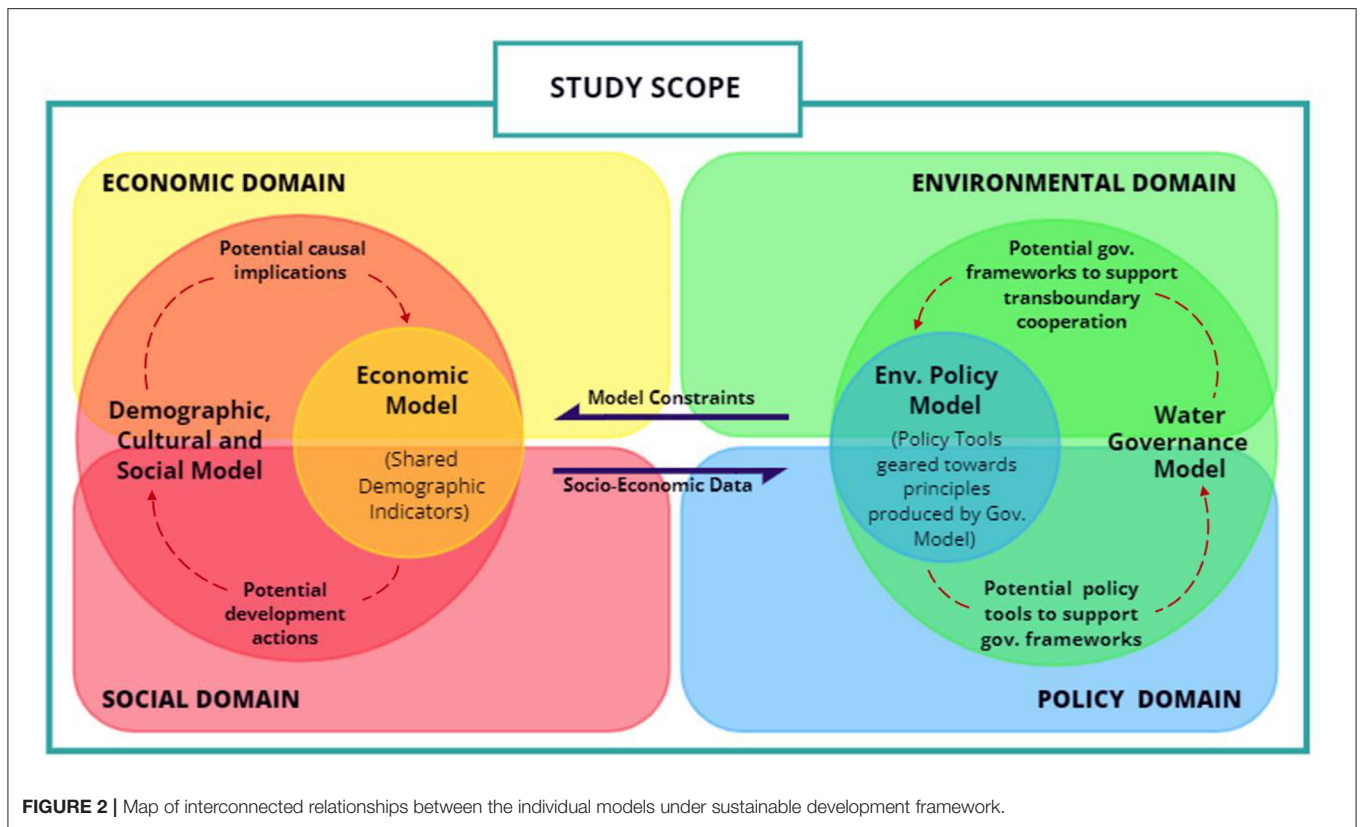 STUDY SCOPE
ECONOMIC DOMAIN
Potential causal
implications
Economic
Model
(Shared
Demographic
Indicators)
Demographic,
Cultural and
Social Model
Potential
development
actions
SOCIAL DOMAIN
Model Constraints
Socio-Economic Data
ENVIRONMENTAL DOMAIN
Potential gov.
frameworks to support
transboundary
cooperation
Env. Policy
Model
(Policy Tools
geared towards
principles
produced by Gov.
Model)
Water
Governance
Model
Potential policy
tools to support
gov. frameworks
POLICY DOMAIN
FIGURE 2 | Map of interconnected relationships between the individual models under sustainable development framework.